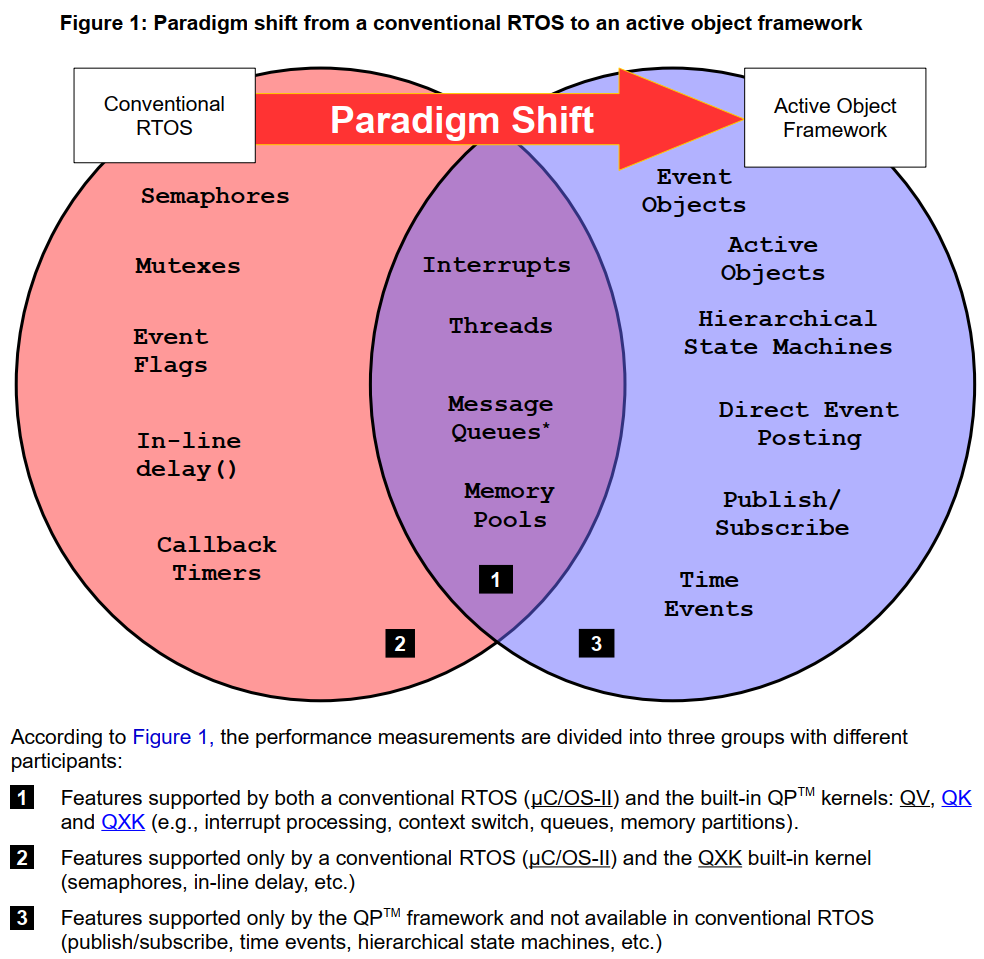 Figure 1: Paradigm shift from a conventional RTOS to an active object framework
Conventional
RTOS
Paradigm Shift
Active Object
Framework
Semaphores
Mutexes
Event
Flags
In-line
delay()
Callback
Timers
2
Interrupts
Threads
Message
Queues*
Memory
Pools
1
Event
Objects
Active
Objects
Hierarchical
State Machines
Direct Event
Posting
Publish/
Subscribe
Time
Events
3
According to Figure 1, the performance measurements are divided into three groups with different
participants:
1 Features supported by both a conventional RTOS (µC/OS-II) and the built-in QP™ kernels: QV, QK
and QXK (e.g., interrupt processing, context switch, queues, memory partitions).
2 Features supported only by a conventional RTOS (µC/OS-II) and the QXK built-in kernel
(semaphores, in-line delay, etc.)
3 Features supported only by the QP™ framework and not available in conventional RTOS
(publish/subscribe, time events, hierarchical state machines, etc.)